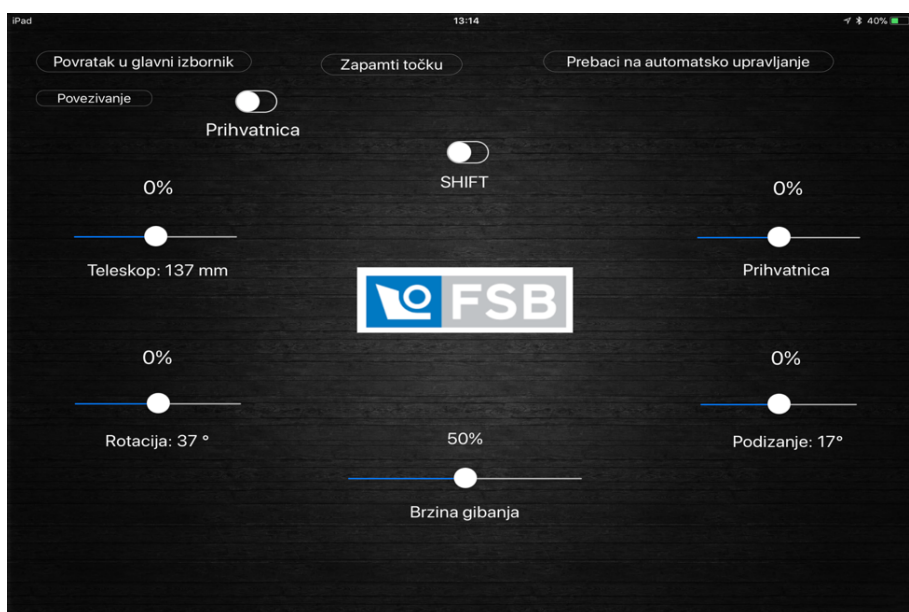 iPad 13:14 40%
Povratak u glavni izbornik
Zapamti točku
Prebaci na automatsko upravljanje
Povezivanje
Prihvatnica
SHIFT
0%
Teleskop: 137 mm
0%
Prihvatnica
FSB
0%
Rotacija: 37 °
0%
Podizanje: 17°
50%
Brzina gibanja